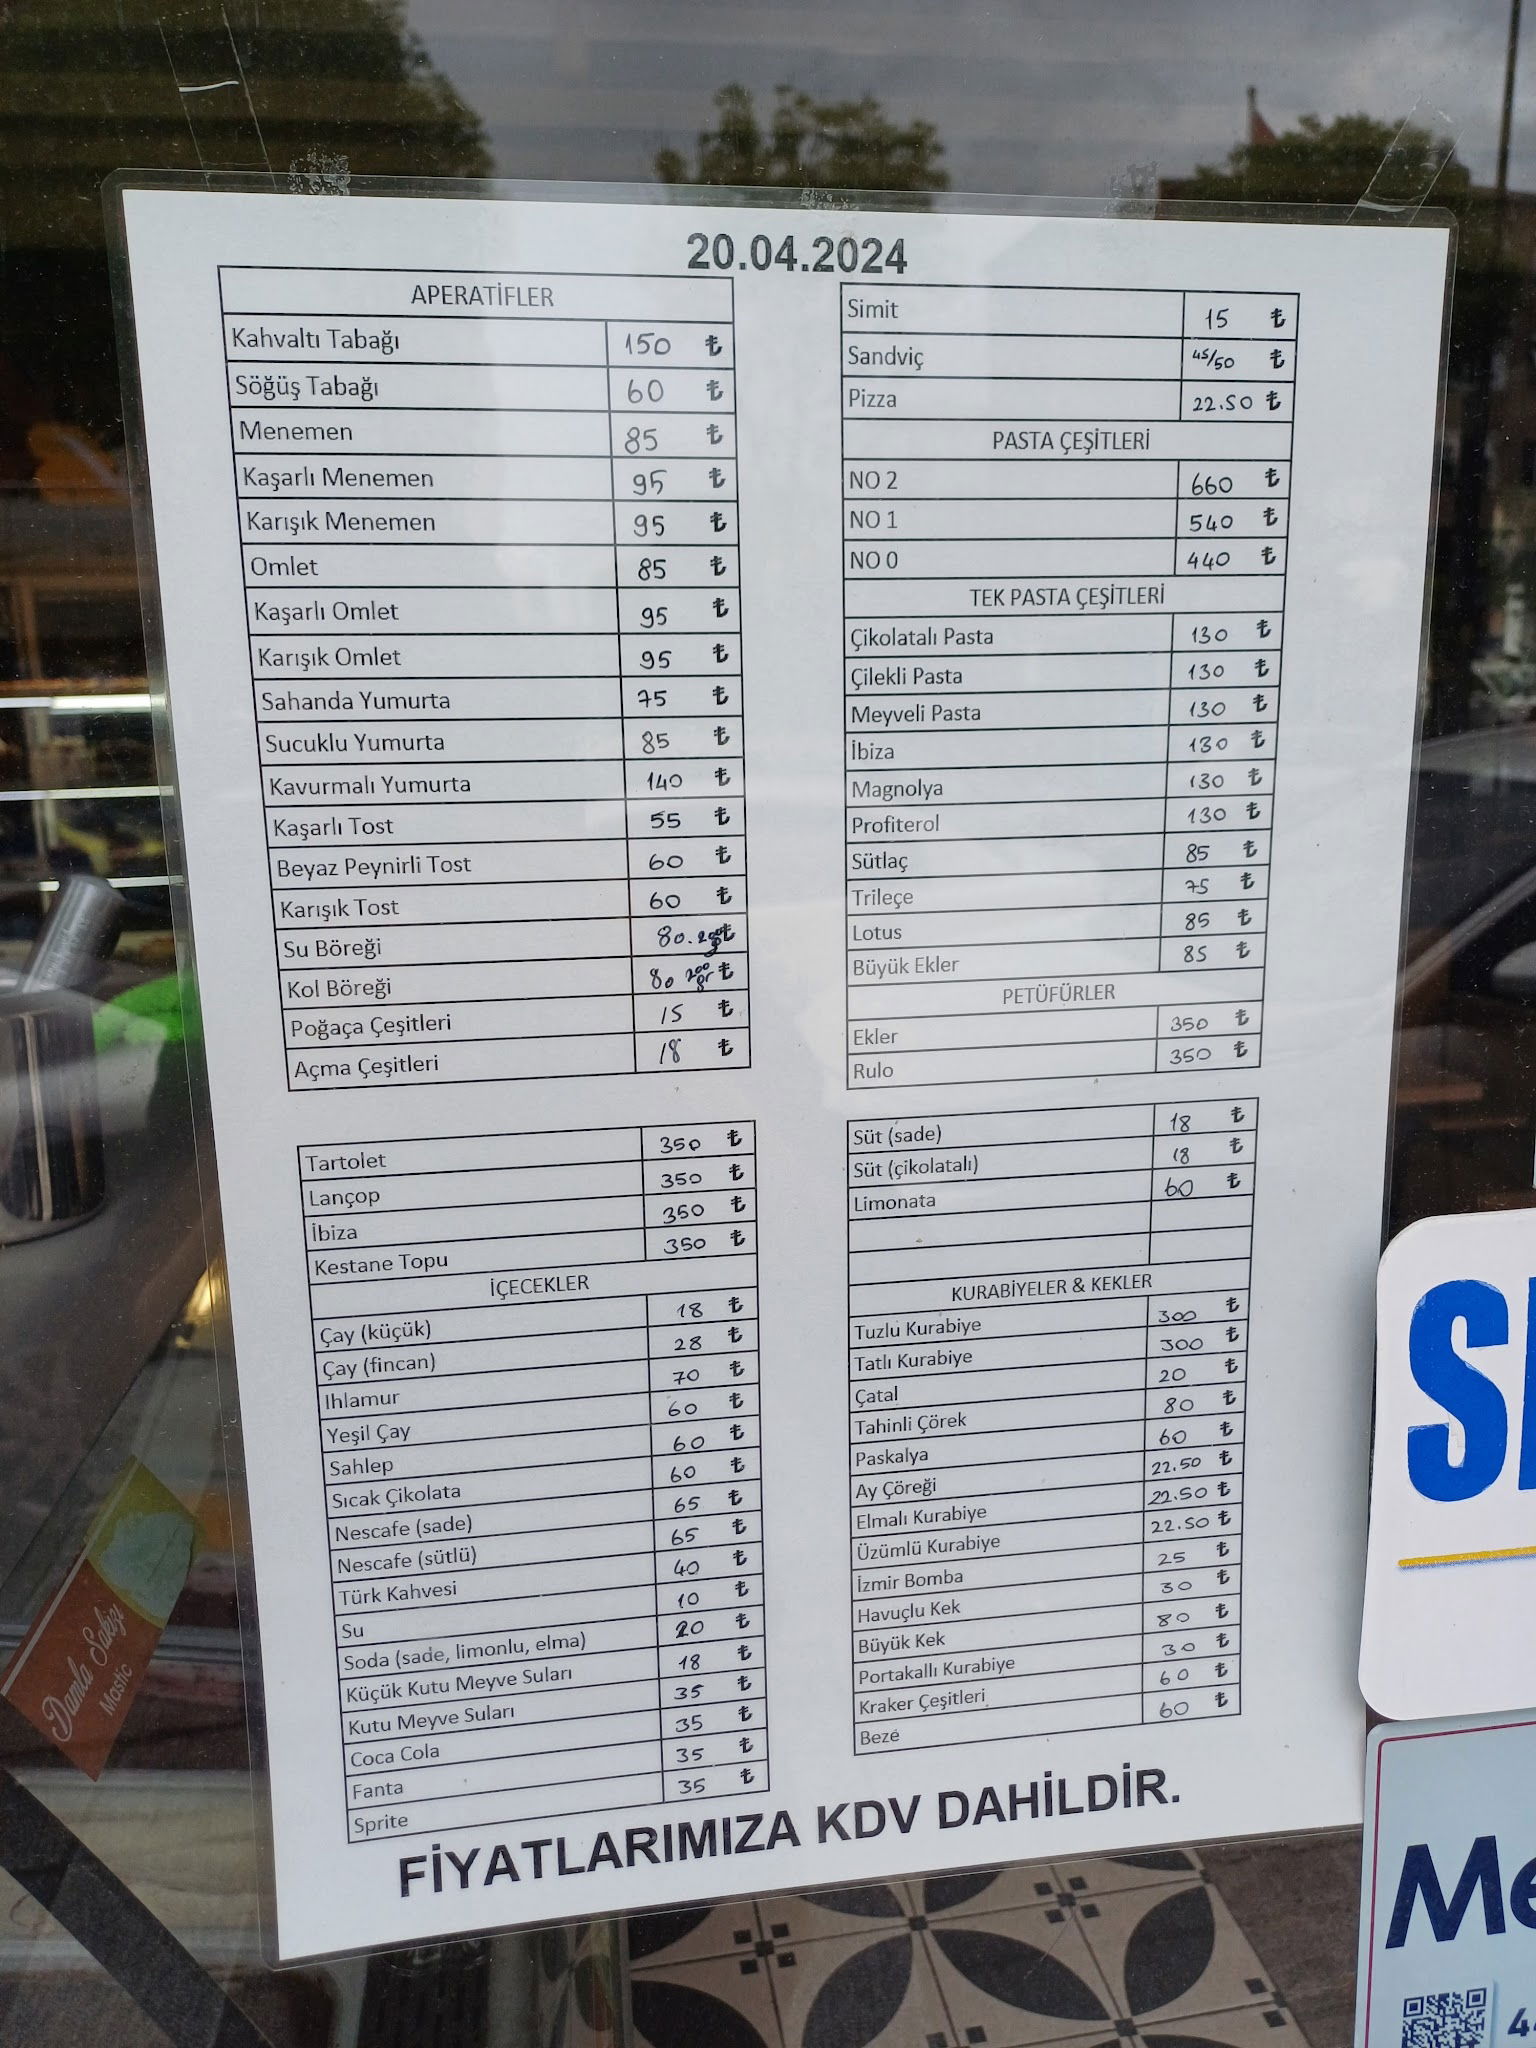 20.04.2024
APERATİFLER
Kahvaltı Tabağı 150 ₺
Söğüş Tabağı 60 ₺
Menemen 85 ₺
Kaşarlı Menemen 95 ₺
Karışık Menemen 95 ₺
Omlet 85 ₺
Kaşarlı Omlet 95 ₺
Karışık Omlet 95 ₺
Sahanda Yumurta 75 ₺
Sucuklu Yumurta 85 ₺
Kavurmalı Yumurta 140 ₺
Kaşarlı Tost 55 ₺
Beyaz Peynirli Tost 60 ₺
Karışık Tost 60 ₺
Su Böreği 80.200 g ₺
Kol Böreği 80 200 gr ₺
Poğaça Çeşitleri 15 ₺
Açma Çeşitleri 18 ₺
Simit 15 ₺
Sandviç 45/50 ₺
Pizza 22.50 ₺
PASTA ÇEŞİTLERİ
NO 2 660 ₺
NO 1 540 ₺
NO 0 440 ₺
TEK PASTA ÇEŞİTLERİ
Çikolatalı Pasta 130 ₺
Çilekli Pasta 130 ₺
Meyveli Pasta 130 ₺
İbiza 130 ₺
Magnolya 130 ₺
Profiterol 130 ₺
Sütlaç 85 ₺
Trileçe 75 ₺
Lotus 85 ₺
Büyük Ekler 85 ₺
PETÜFÜRLER
Ekler 350 ₺
Rulo 350 ₺
Tartolet 350 ₺
Lançop 350 ₺
İbiza 350 ₺
Kestane Topu 350 ₺
İÇECEKLER
Çay (küçük) 18 ₺
Çay (fincan) 28 ₺
Ihlamur 70 ₺
Yeşil Çay 60 ₺
Sahlep 60 ₺
Sıcak Çikolata 60 ₺
Nescafe (sade) 65 ₺
Nescafe (sütlü) 65 ₺
Türk Kahvesi 40 ₺
Su 10 ₺
Soda (sade, limonlu, elma) 20 ₺
Küçük Kutu Meyve Suları 18 ₺
Kutu Meyve Suları 35 ₺
Coca Cola 35 ₺
Fanta 35 ₺
Sprite 35 ₺
Süt (sade) 18 ₺
Süt (çikolatalı) 18 ₺
Limonata 60 ₺
KURABİYELER & KEKLER
Tuzlu Kurabiye 300 ₺
Tatlı Kurabiye 300 ₺
Çatal 20 ₺
Tahinli Çörek 80 ₺
Paskalya 60 ₺
Ay Çöreği 22.50 ₺
Elmalı Kurabiye 22.50 ₺
Üzümlü Kurabiye 22.50 ₺
İzmir Bomba 25 ₺
Havuçlu Kek 30 ₺
Büyük Kek 80 ₺
Portakallı Kurabiye 30 ₺
Kraker Çeşitleri 60 ₺
Beze 60 ₺
FİYATLARIMIZA KDV DAHİLDİR.
Damla Sakızı
Mastic